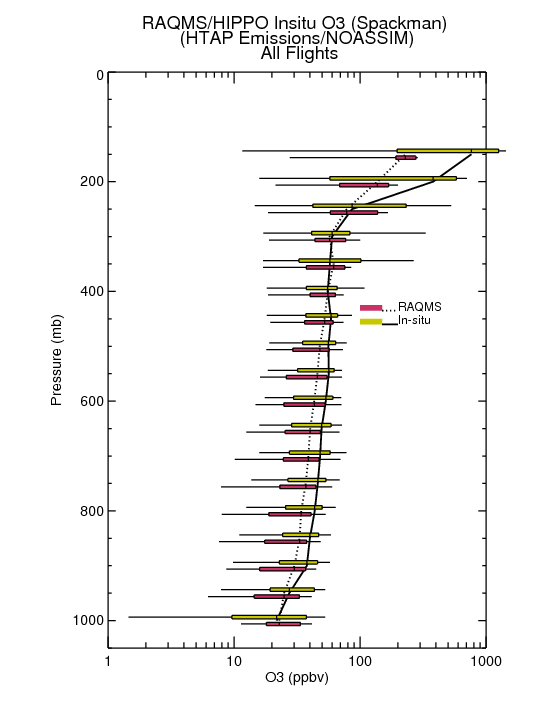 RAQMS/HIPPO Insitu O3 (Spackman)
(HTAP Emissions/NOASSIM)
All Flights
0
200
400
600
800
1000
Pressure (mb)
RAQMS
In-situ
1 10 100 1000
O3 (ppbv)